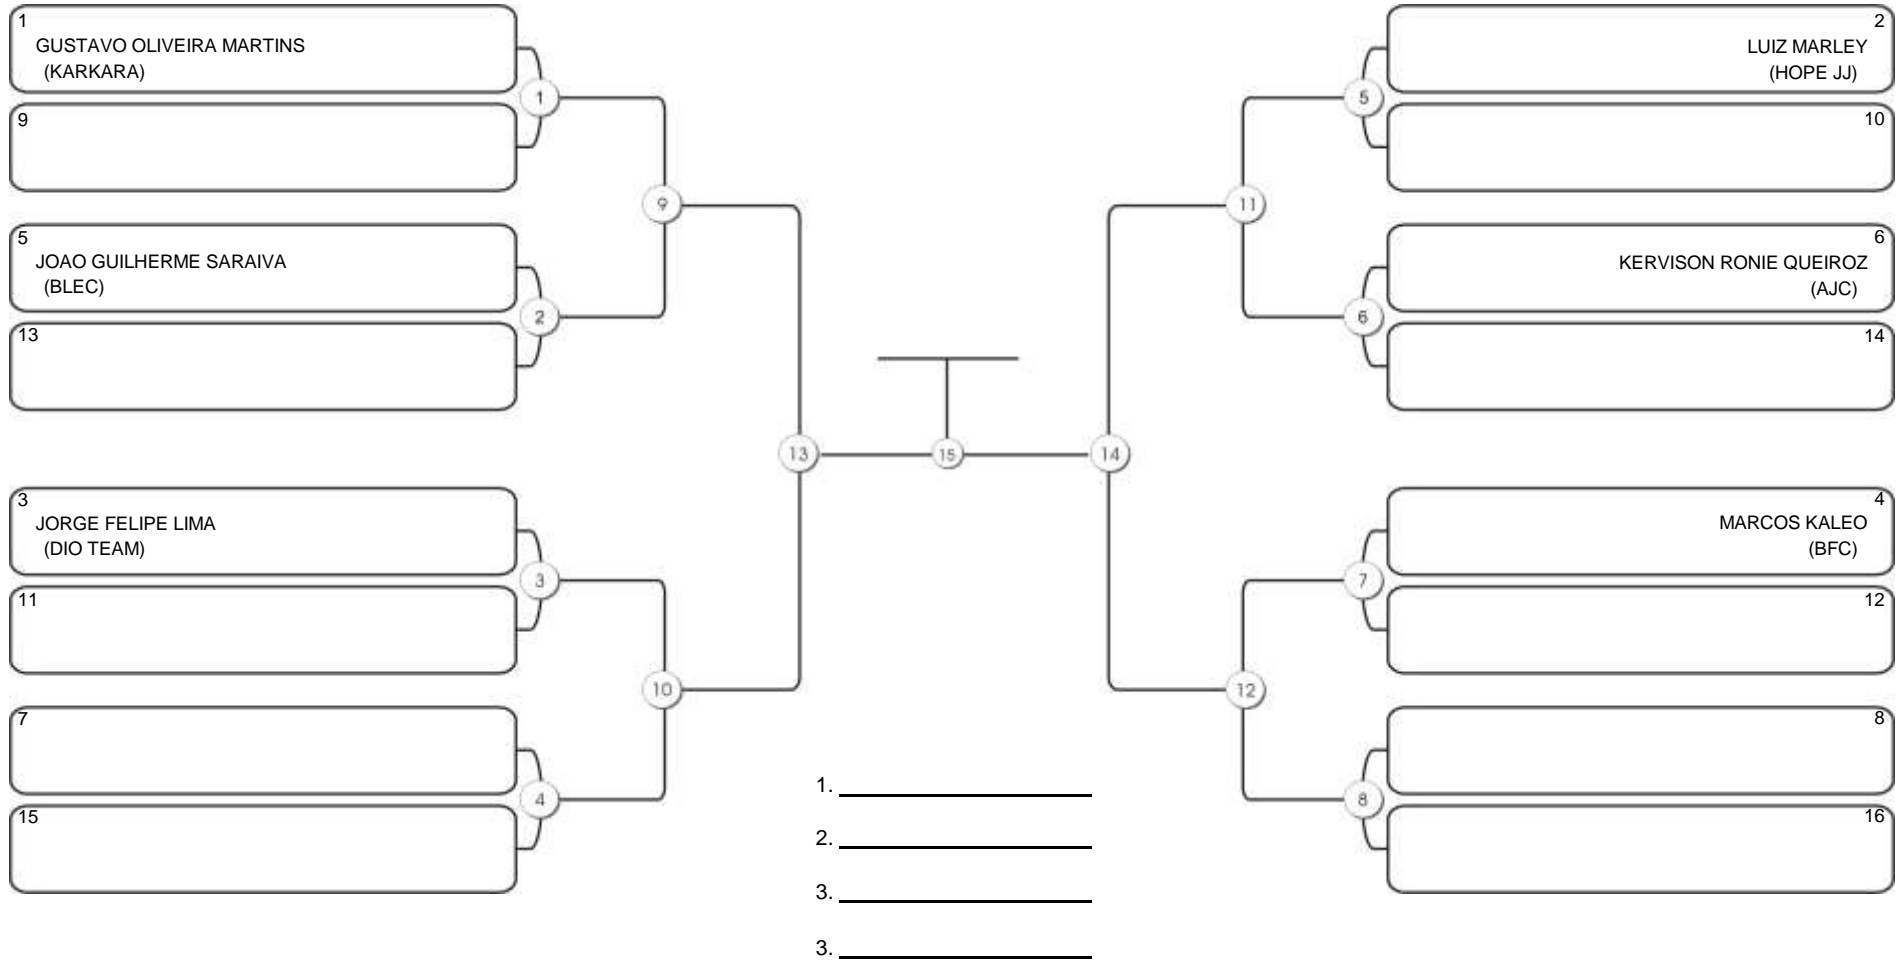 1
GUSTAVO OLIVEIRA MARTINS
(KARKARA)
9
5
JOAO GUILHERME SARAIVA
(BLEC)
13
3
JORGE FELIPE LIMA
(DIO TEAM)
11
7
15
1
2
3
4
9
10
13
15
14
11
12
5
6
7
8
2
LUIZ MARLEY
(HOPE JJ)
10
6
KERVISON RONIE QUEIROZ
(AJC)
14
4
MARCOS KALEO
(BFC)
12
8
16
1.
2.
3.
3.